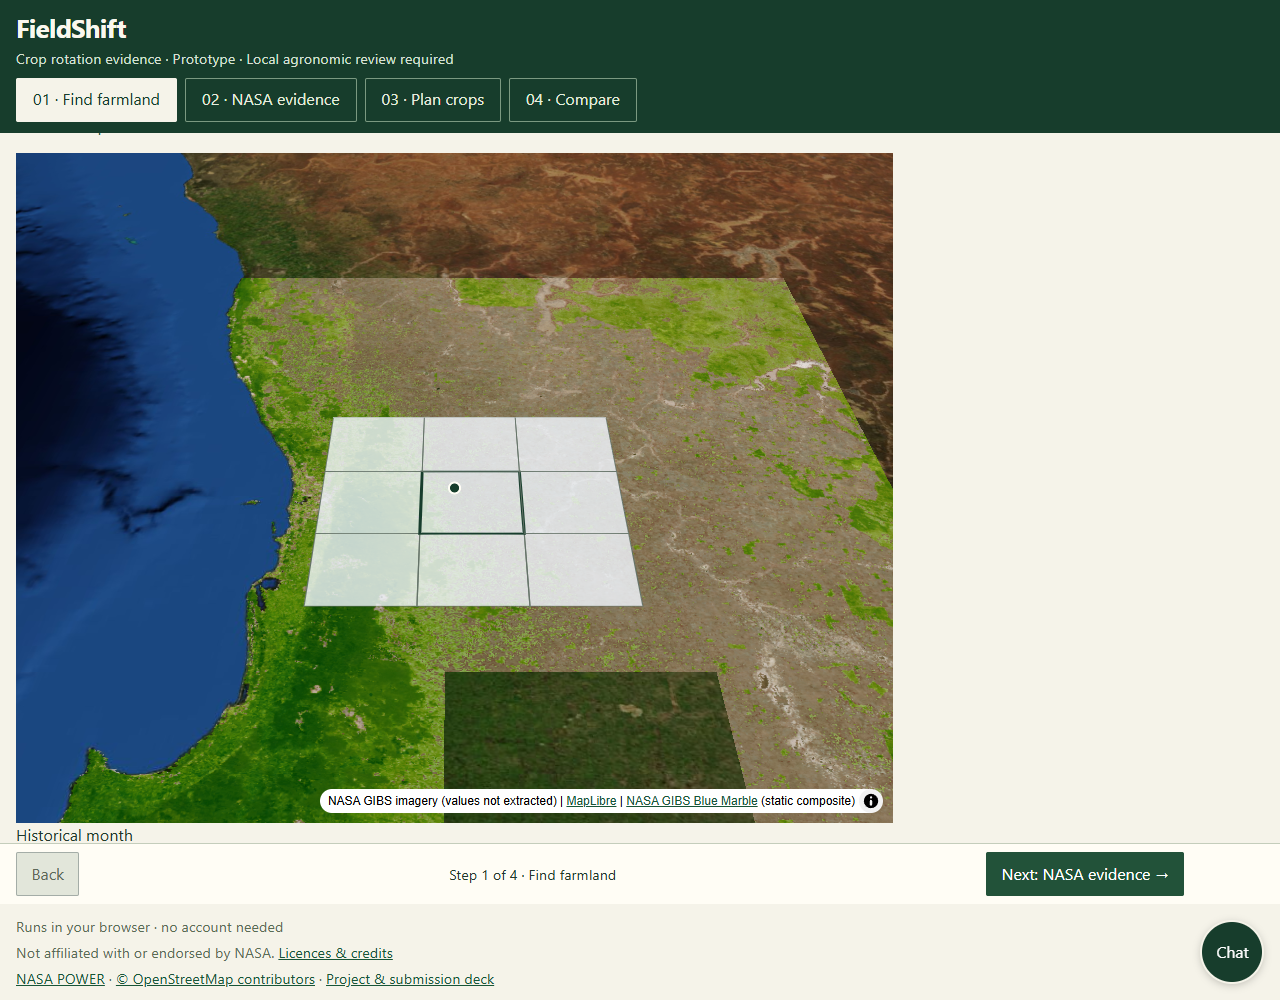 FieldShift
Crop rotation evidence · Prototype · Local agronomic review required
01 · Find farmland
02 · NASA evidence
03 · Plan crops
04 · Compare
NASA GIBS imagery (values not extracted) | MapLibre | NASA GIBS Blue Marble (static composite)
Historical month
Back
Step 1 of 4 · Find farmland
Next: NASA evidence →
Runs in your browser · no account needed
Not affiliated with or endorsed by NASA. Licences & credits
NASA POWER · © OpenStreetMap contributors · Project & submission deck
Chat